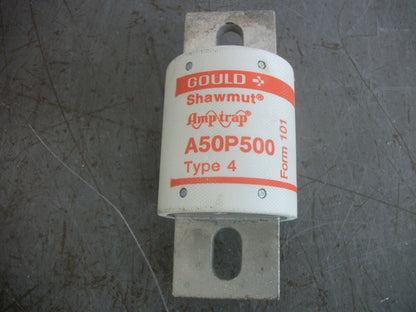 GOULD
Shawmut®
Amp-trap®
A50P500
Type 4
Form 101